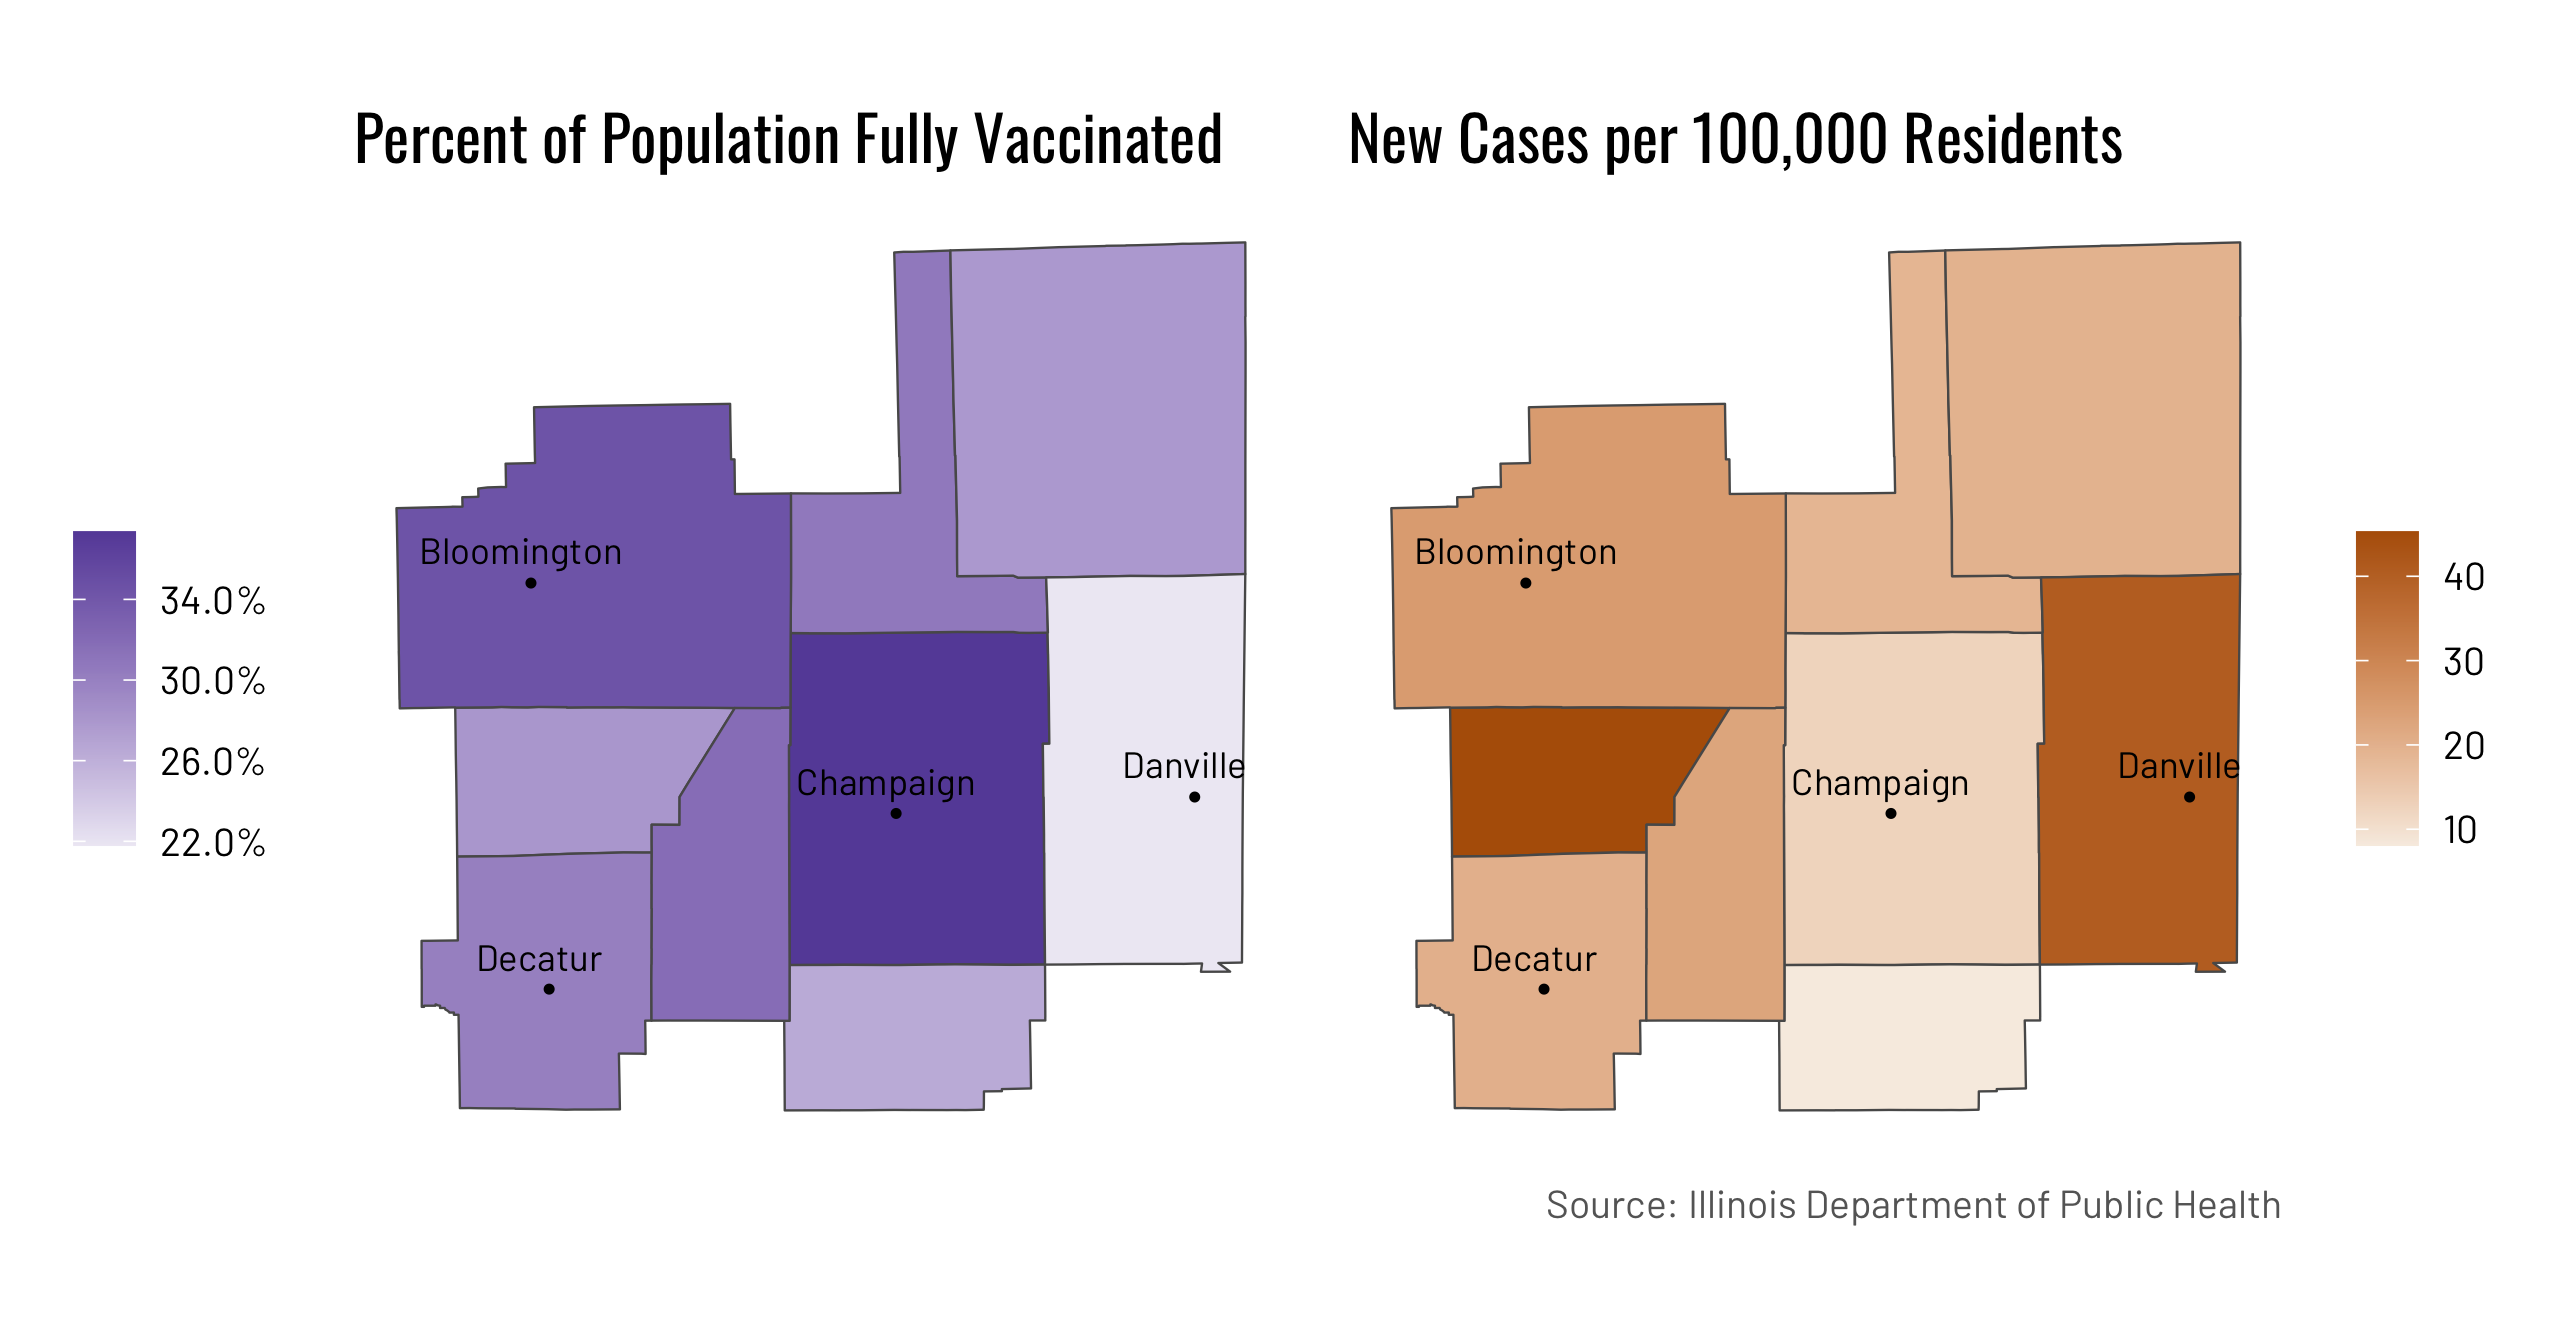 Percent of Population Fully Vaccinated
New Cases per 100,000 Residents
34.0%
30.0%
26.0%
22.0%
Bloomington
Champaign
Danville
Decatur
Bloomington
Champaign
Danville
Decatur
40
30
20
10
Source: Illinois Department of Public Health